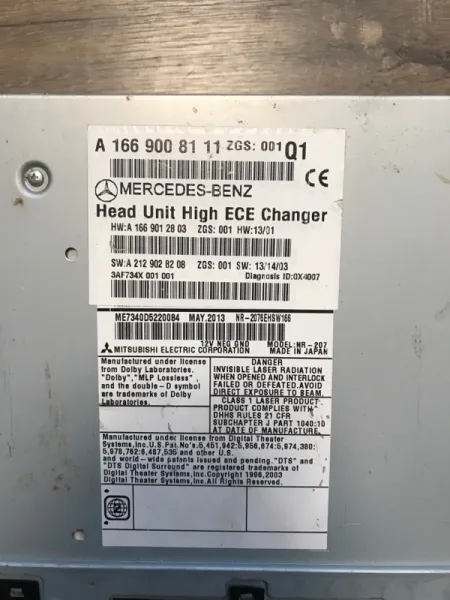 A 166 900 81 11 ZGS: 001 Q1
CE
MERCEDES-BENZ
Head Unit High ECE Changer
HW:A 166 901 28 03 ZGS: 001 HW:13/01
SW:A 212 902 82 08 ZGS: 001 SW: 13/14/03
3AF734X 001 001 Diagnosis ID:0X4007
ME7340D5220084 MAY.2013 NR-2076EHSW166
12V NEG GND MODEL:NR-207
MITSUBISHI ELECTRIC CORPORATION MADE IN JAPAN
Manufactured under license
from Dolby Laboratories.
"Dolby","MLP Lossless",
and the double-D symbol
are trademarks of Dolby
Laboratories.
DANGER
INVISIBLE LASER RADIATION
WHEN OPENED AND INTERLOCK
FAILED OR DEFEATED.AVOID
DIRECT EXPOSURE TO BEAM.
CLASS 1 LASER PRODUCT
PRODUCT COMPLIES WITH
DHHS RULES 21 CFR
SUBCHAPTER J PART 1040:10
AT DATE OF MANUFACTURE.
Manufactured under license from Digital Theater
Systems,Inc.U.S.Pat.No's.5,451,942;5,956,674;5,974,380;
5,978,762;6,487,535 and other U.S.
and world-wide patents issued and pending."DTS" and
"DTS Digital Surround" are registered trademarks of
Digital Theater Systems,Inc.Copyright 1996,2003
Digital Theater Systems,Inc.All Rights Reserved.
2